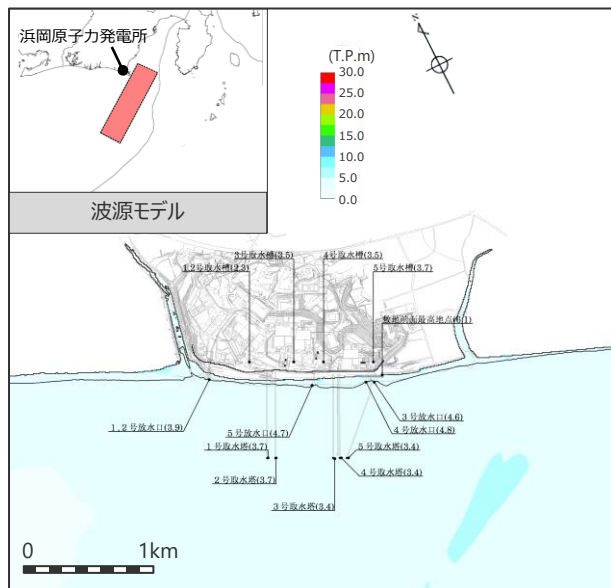 浜岡原子力発電所
波源モデル
(T.P.m)
30.0
25.0
20.0
15.0
10.0
5.0
0.0
N
3号取水槽(3.5)
4号取水槽(3.5)
1,2号取水槽(2.3)
5号取水槽(3.7)
3号放水口(4.6)
1,2号放水口(3.9)
5号放水口(4.7)
4号放水口(4.8)
1号取水塔(3.7)
5号取水塔(3.4)
2号取水塔(3.7)
4号取水塔(3.4)
3号取水塔(3.4)
0
1km